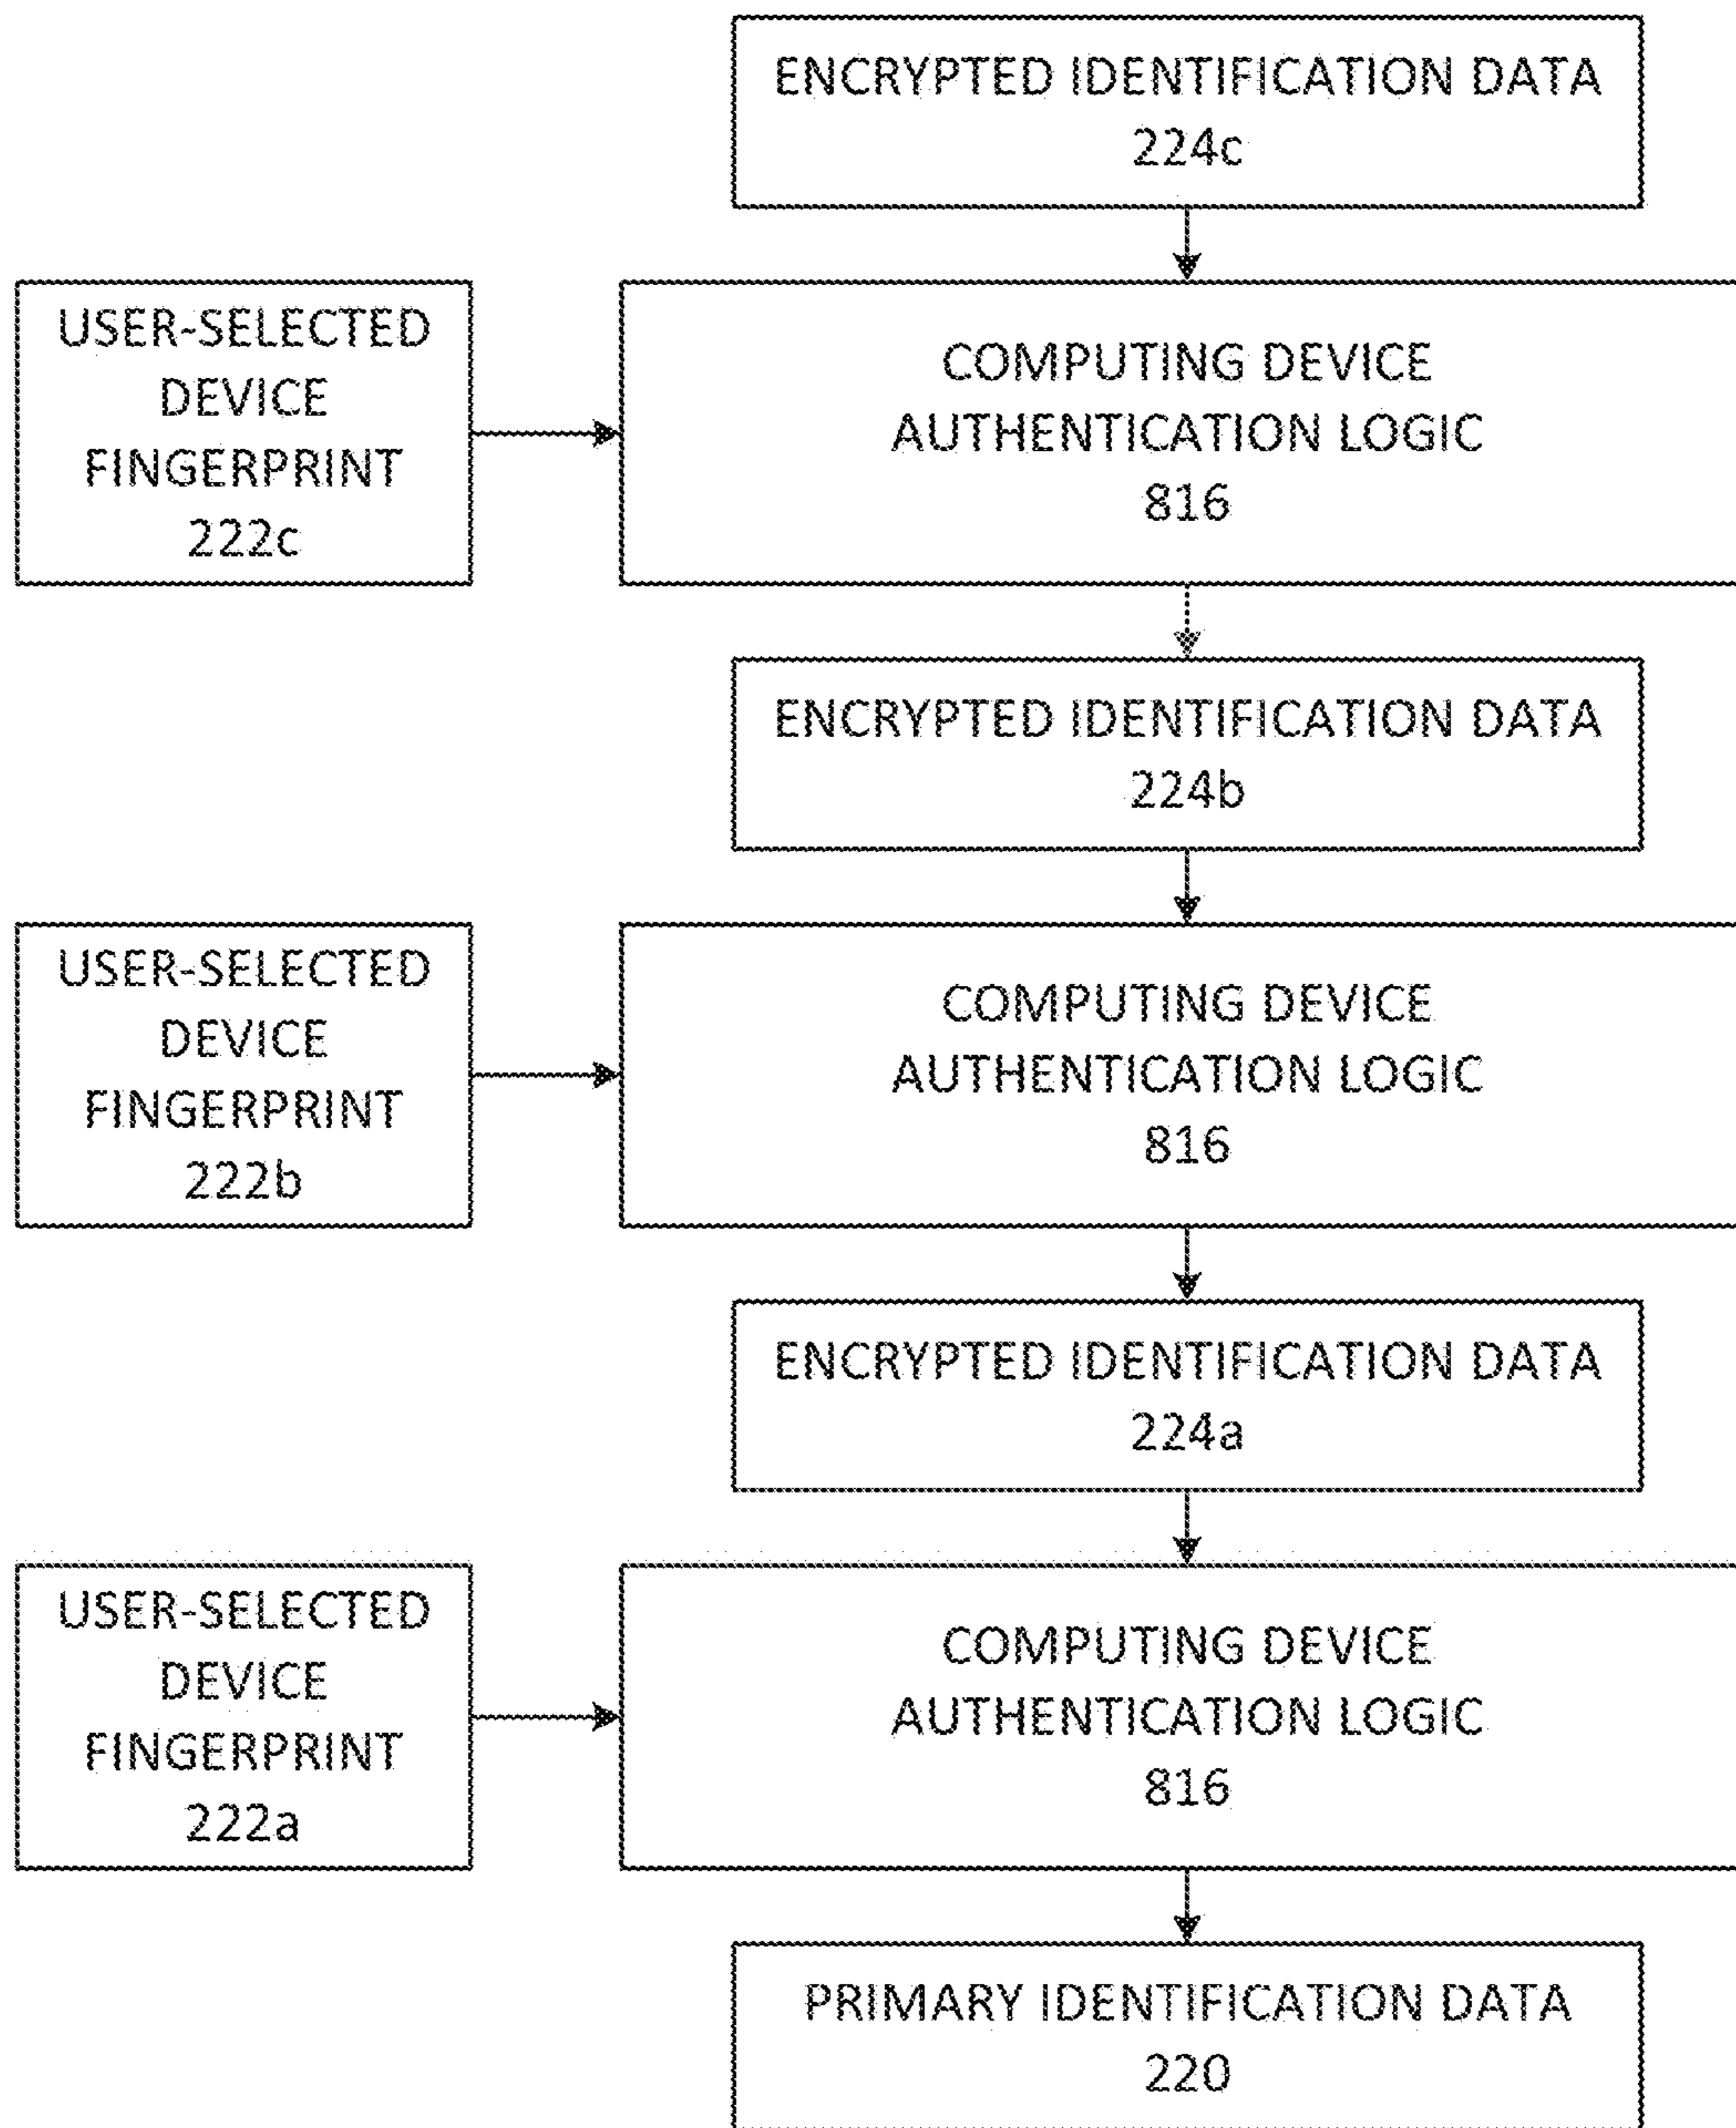 ENCRYPTED IDENTIFICATION DATA
224c
USER-SELECTED
DEVICE
FINGERPRINT
222c
COMPUTING DEVICE
AUTHENTICATION LOGIC
816
ENCRYPTED IDENTIFICATION DATA
224b
USER-SELECTED
DEVICE
FINGERPRINT
222b
COMPUTING DEVICE
AUTHENTICATION LOGIC
816
ENCRYPTED IDENTIFICATION DATA
224a
USER-SELECTED
DEVICE
FINGERPRINT
222a
COMPUTING DEVICE
AUTHENTICATION LOGIC
816
PRIMARY IDENTIFICATION DATA
220